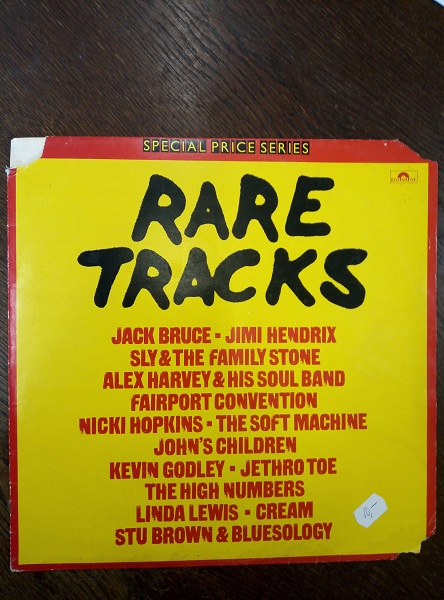 SPECIAL PRICE SERIES
polydor
RARE
TRACKS
JACK BRUCE - JIMI HENDRIX
SLY & THE FAMILY STONE
ALEX HARVEY & HIS SOUL BAND
FAIRPORT CONVENTION
NICKI HOPKINS - THE SOFT MACHINE
JOHN'S CHILDREN
KEVIN GODLEY - JETHRO TOE
THE HIGH NUMBERS
LINDA LEWIS - CREAM
10,-
STU BROWN & BLUESOLOGY